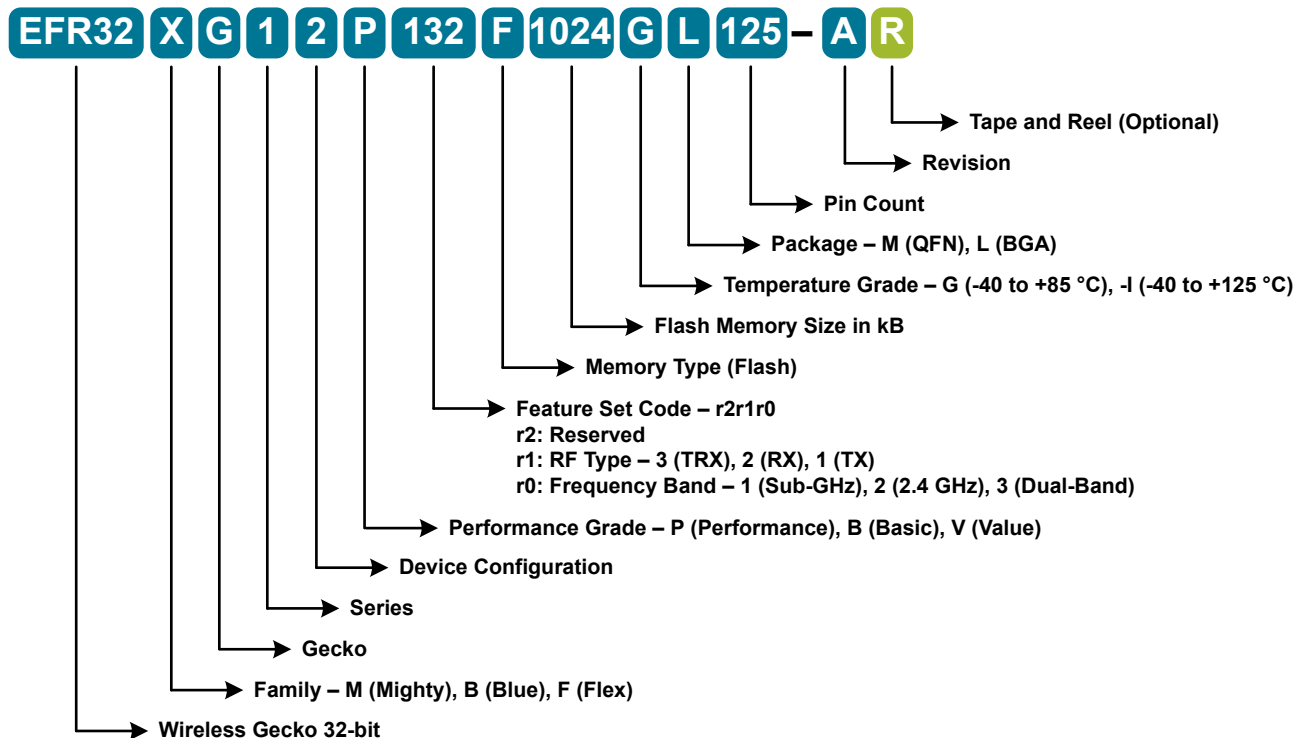 EFR32 X G 1 2 P 132 F 1024 G L 125 – A R
Tape and Reel (Optional)
Revision
Pin Count
Package – M (QFN), L (BGA)
Temperature Grade – G (-40 to +85 °C), -I (-40 to +125 °C)
Flash Memory Size in kB
Memory Type (Flash)
Feature Set Code – r2r1r0
r2: Reserved
r1: RF Type – 3 (TRX), 2 (RX), 1 (TX)
r0: Frequency Band – 1 (Sub-GHz), 2 (2.4 GHz), 3 (Dual-Band)
Performance Grade – P (Performance), B (Basic), V (Value)
Device Configuration
Series
Gecko
Family – M (Mighty), B (Blue), F (Flex)
Wireless Gecko 32-bit